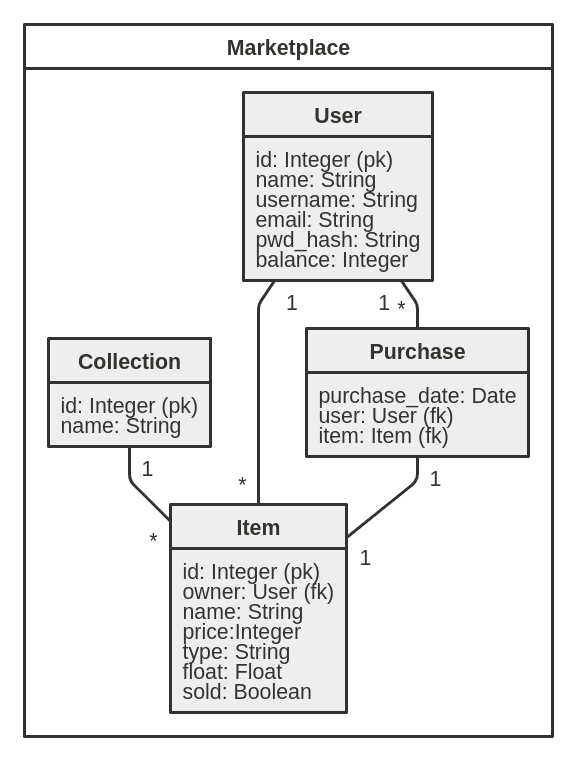 Marketplace
User
id: Integer (pk)
name: String
username: String
email: String
pwd_hash: String
balance: Integer
1
1 *
Collection
id: Integer (pk)
name: String
Purchase
purchase_date: Date
user: User (fk)
item: Item (fk)
1
*
1
*
1
Item
id: Integer (pk)
owner: User (fk)
name: String
price:Integer
type: String
float: Float
sold: Boolean